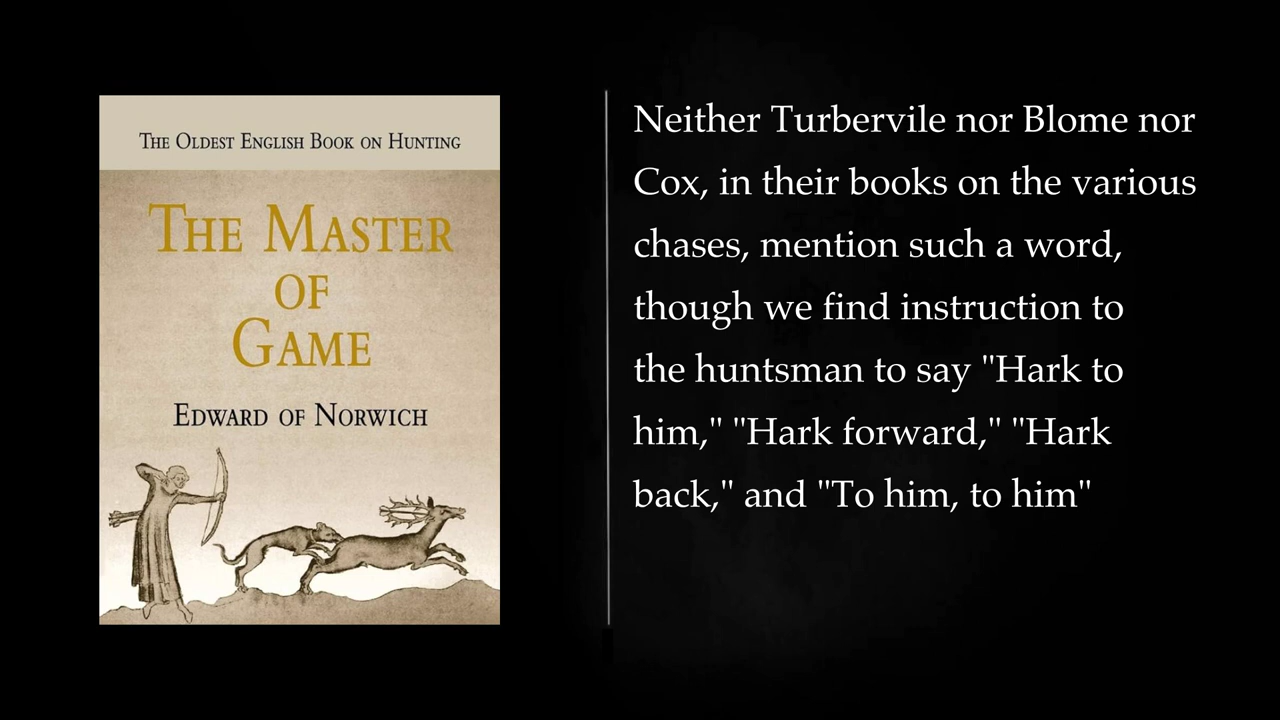 THE OLDEST ENGLISH BOOK ON HUNTING
THE MASTER
OF
GAME
EDWARD OF NORWICH
Neither Turbervile nor Blome nor
Cox, in their books on the various
chases, mention such a word,
though we find instruction to
the huntsman to say "Hark to
him," "Hark forward," "Hark
back," and "To him, to him"